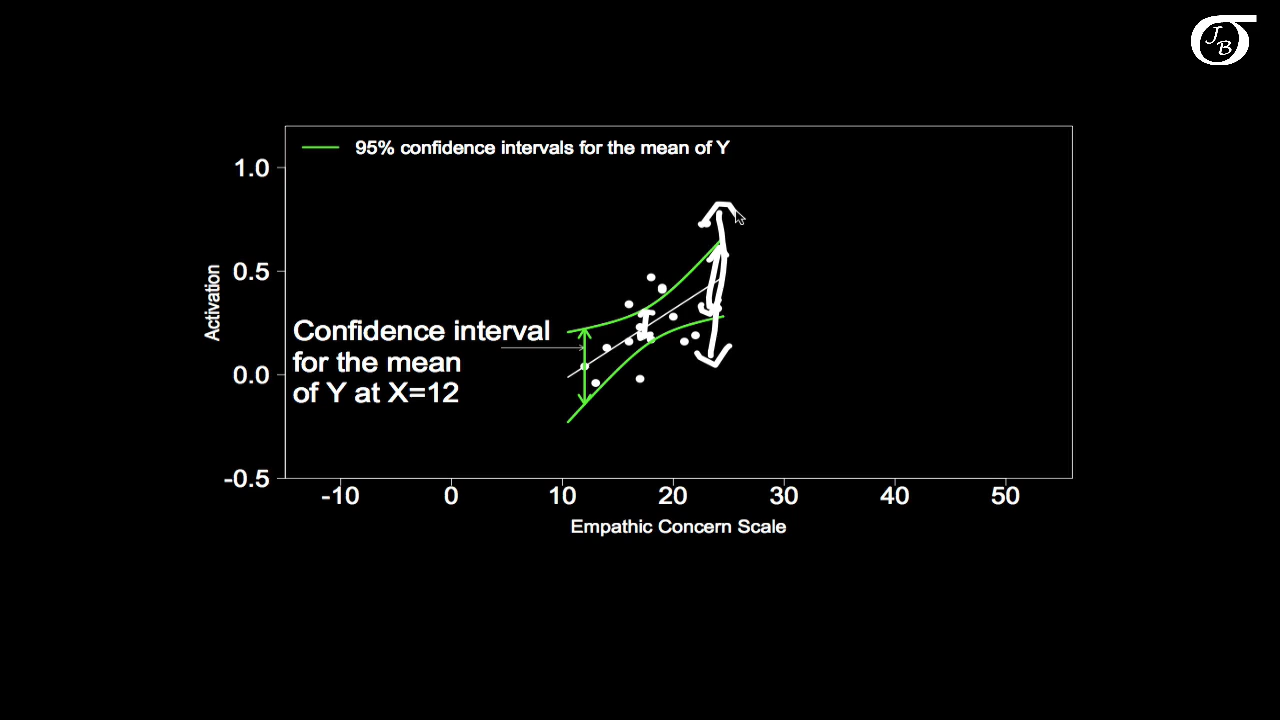 J
B
95% confidence intervals for the mean of Y
1.0
0.5
0.0
-0.5
Activation
Confidence interval
for the mean
of Y at X=12
-10 0 10 20 30 40 50
Empathic Concern Scale